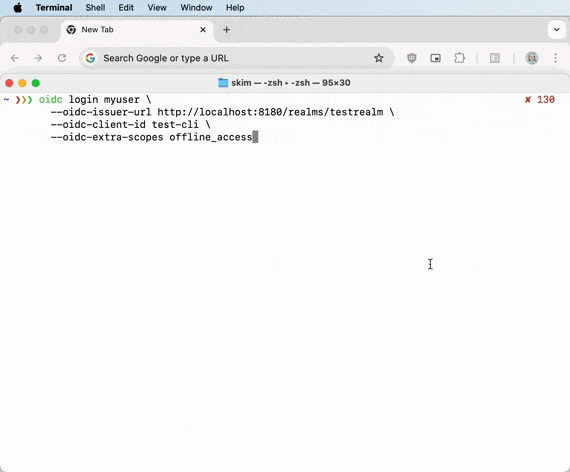 Terminal Shell Edit View Window Help
New Tab
Search Google or type a URL
skim — -zsh ▸ -zsh — 95×30
~ ❯❯❯ oidc login myuser \ ✘ 130
--oidc-issuer-url http://localhost:8180/realms/testrealm \
--oidc-client-id test-cli \
--oidc-extra-scopes offline_access